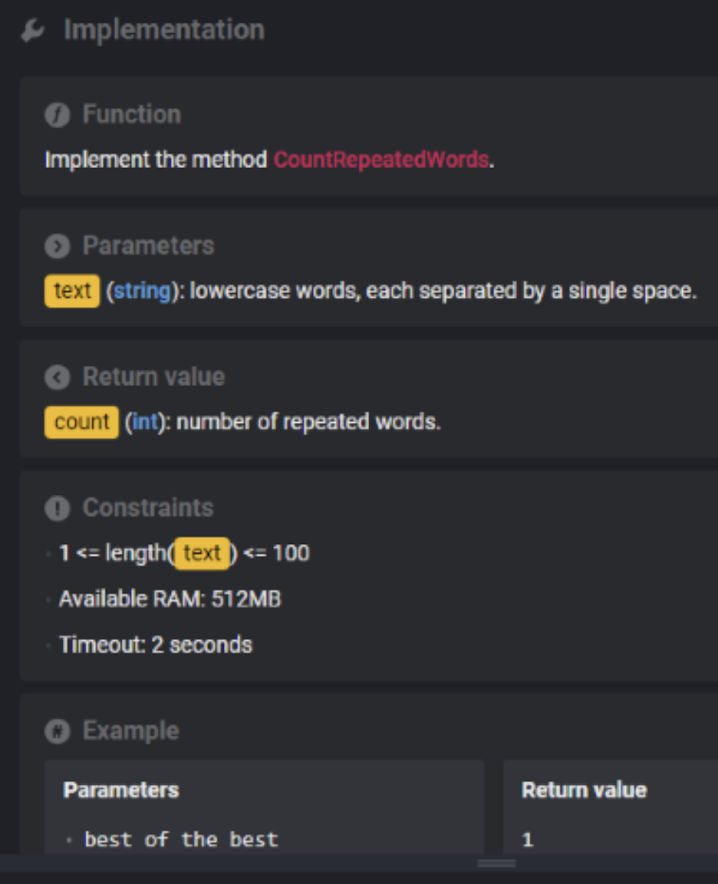 Implementation
Function
Implement the method CountRepeatedWords.
Parameters
text (string): lowercase words, each separated by a single space.
Return value
count (int): number of repeated words.
Constraints
· 1 <= length(text) <= 100
· Available RAM: 512MB
· Timeout: 2 seconds
Example
Parameters
Return value
· best of the best
1